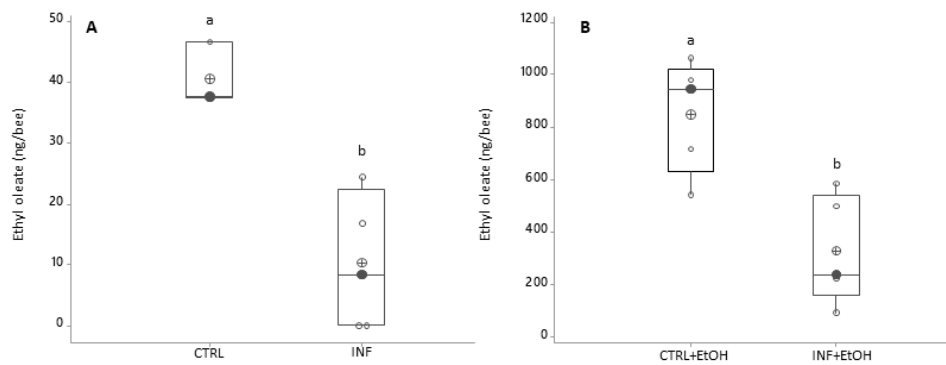 A
a
b
50
40
30
20
10
0
Ethyl oleate (ng/bee)
CTRL
INF
B
a
b
1200
1000
800
600
400
200
0
Ethyl oleate (ng/bee)
CTRL+EtOH
INF+EtOH